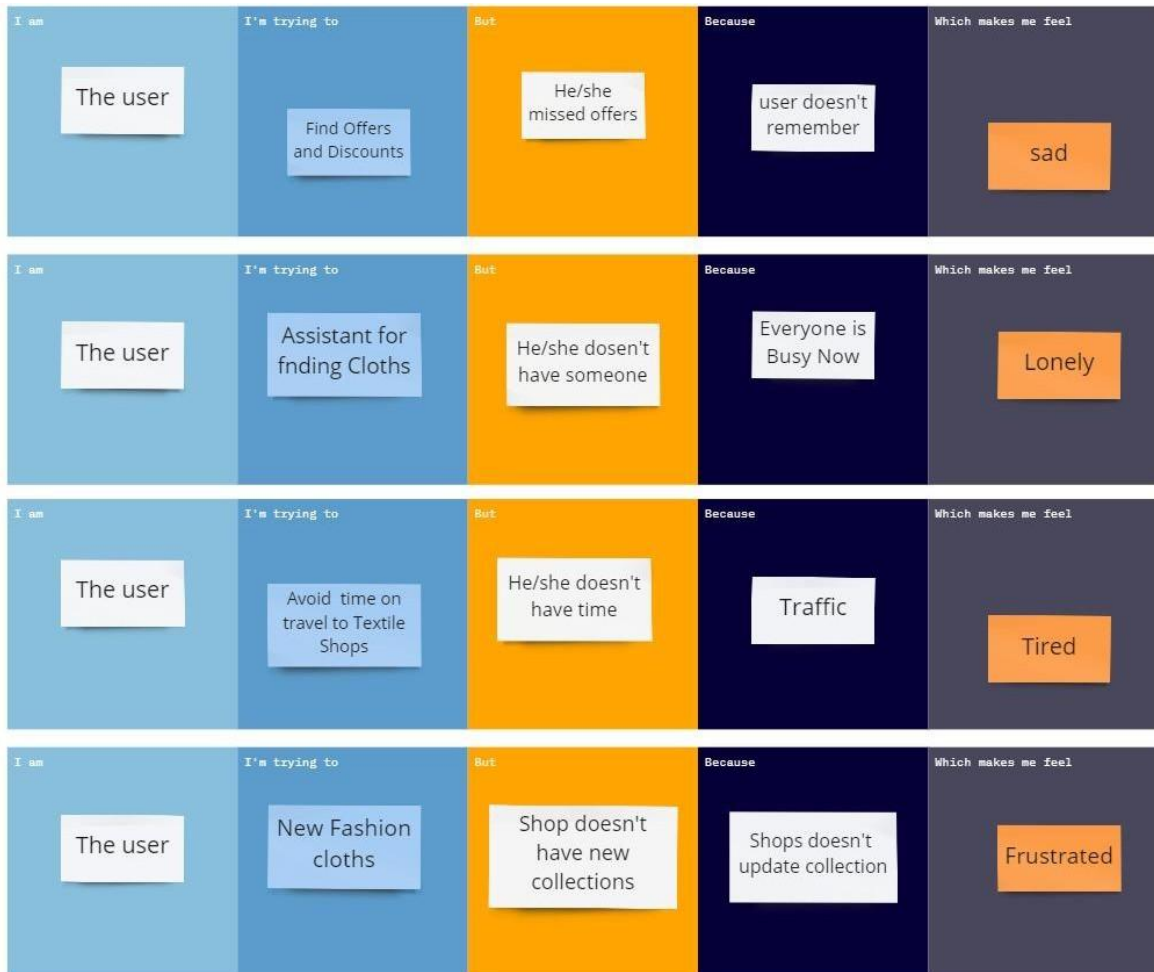 I am
I'm trying to
But
Because
Which makes me feel
The user
Find Offers
and Discounts
He/she
missed offers
user doesn't
remember
sad
I am
I'm trying to
But
Because
Which makes me feel
The user
Assistant for
fnding Cloths
He/she dosen't
have someone
Everyone is
Busy Now
Lonely
I am
I'm trying to
But
Because
Which makes me feel
The user
Avoid time on
travel to Textile
Shops
He/she doesn't
have time
Traffic
Tired
I am
I'm trying to
But
Because
Which makes me feel
The user
New Fashion
cloths
Shop doesn't
have new
collections
Shops doesn't
update collection
Frustrated